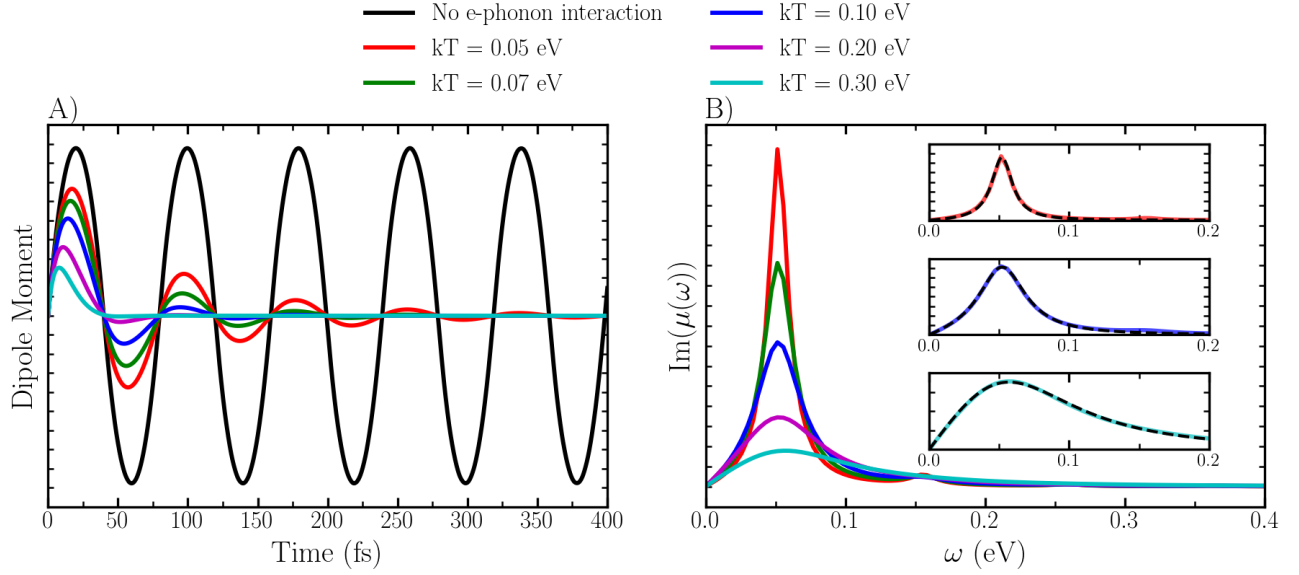 No e-phonon interaction
kT = 0.05 eV
kT = 0.07 eV
kT = 0.10 eV
kT = 0.20 eV
kT = 0.30 eV
A)
Dipole Moment
0 50 100 150 200 250 300 350 400
Time (fs)
B)
Im(μ(ω))
0.0 0.1 0.2
0.0 0.1 0.2
0.0 0.1 0.2
0.0 0.1 0.2 0.3 0.4
ω (eV)